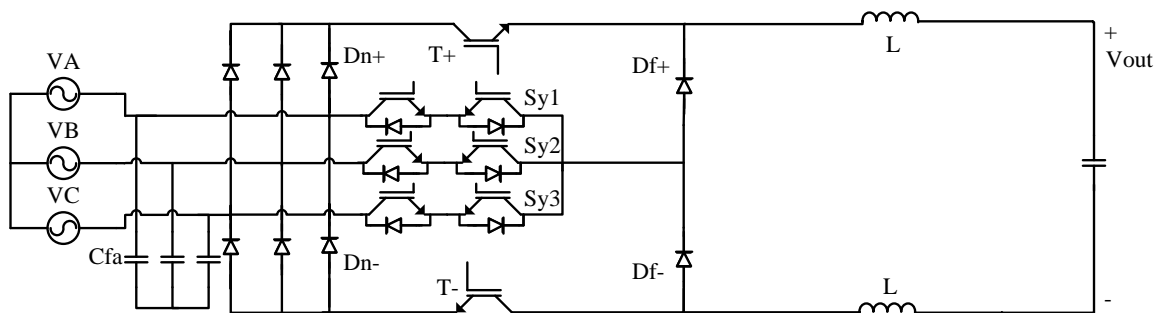 T+
L
+
Vout
Dn+
Df+
VA
Sy1
VB
Sy2
VC
Sy3
Cfa
Dn-
Df-
T-
L
-